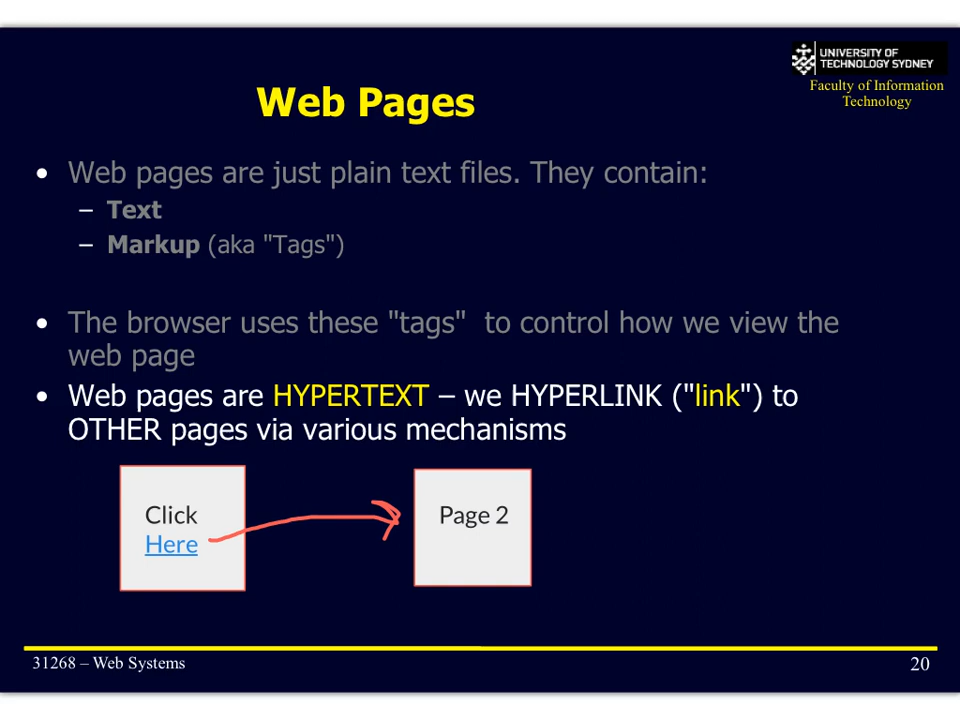 UNIVERSITY OF
TECHNOLOGY SYDNEY
Faculty of Information
Technology
Web Pages
• Web pages are just plain text files. They contain:
– Text
– Markup (aka "Tags")
• The browser uses these "tags"  to control how we view the
web page
• Web pages are HYPERTEXT – we HYPERLINK ("link") to
OTHER pages via various mechanisms
Click
Here
Page 2
31268 – Web Systems
20